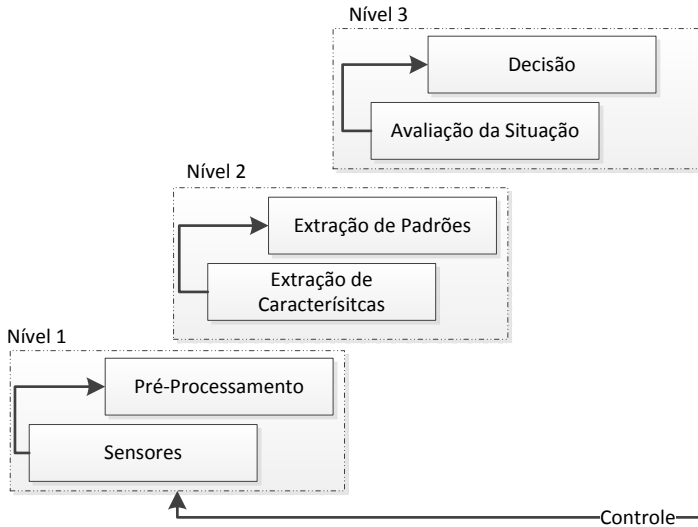 Nível 3
Decisão
Avaliação da Situação
Nível 2
Extração de Padrões
Extração de
Caracterísitcas
Nível 1
Pré-Processamento
Sensores
Controle